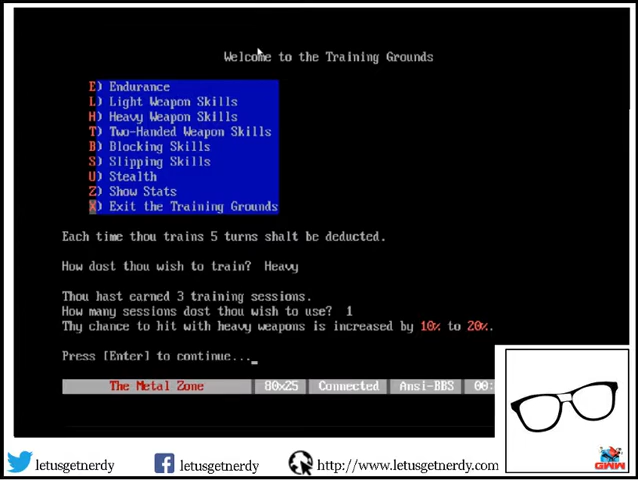 Welcome to the Training Grounds
E) Endurance
L) Light Weapon Skills
H) Heavy Weapon Skills
T) Two-Handed Weapon Skills
B) Blocking Skills
S) Slipping Skills
U) Stealth
Z) Show Stats
X) Exit the Training Grounds
Each time thou trains 5 turns shalt be deducted.
How dost thou wish to train? Heavy
Thou hast earned 3 training sessions.
How many sessions dost thou wish to use? 1
Thy chance to hit with heavy weapons is increased by 10% to 20%.
Press [Enter] to continue..._
The Metal Zone 80x25 Connected Ansi-BBS 00:
letusgetnerdy letusgetnerdy http://www.letusgetnerdy.com
GWW